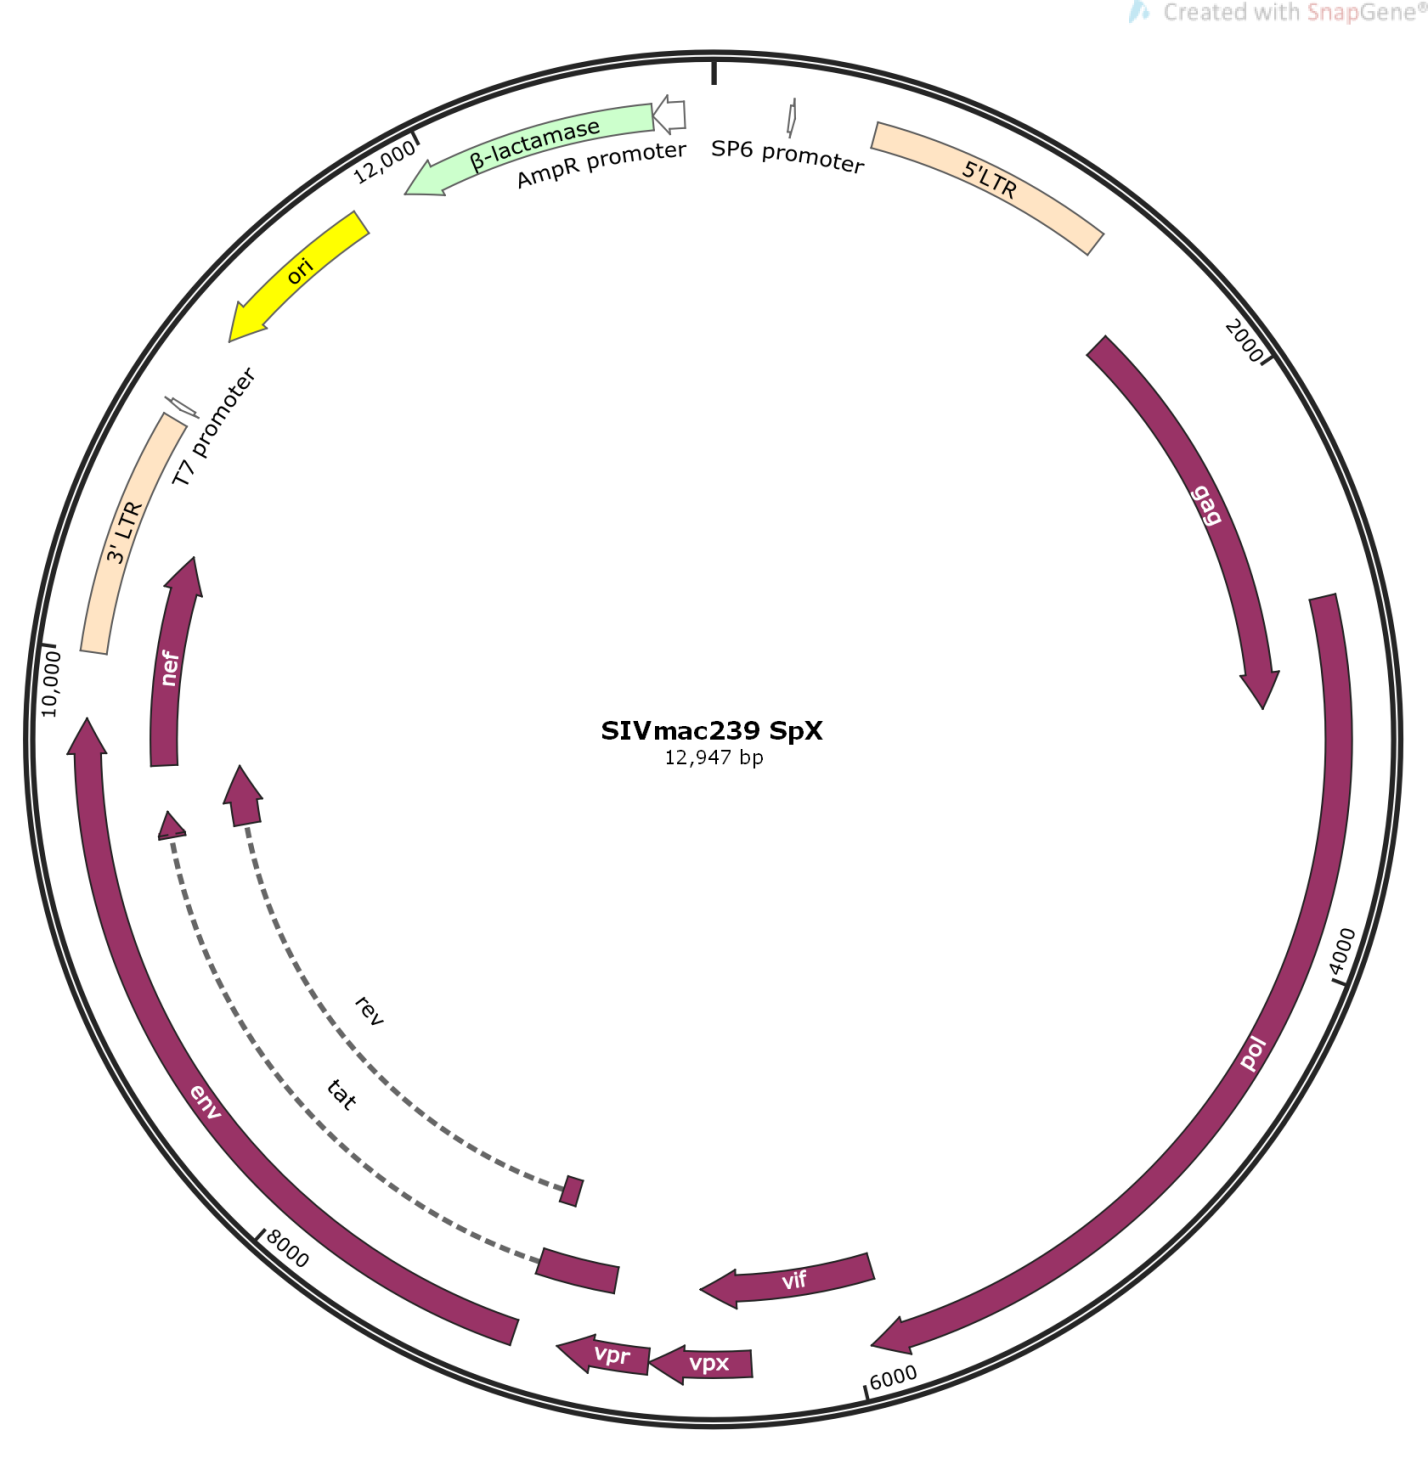 Created with SnapGene®
12,000
β-lactamase
AmpR promoter
SP6 promoter
5'LTR
ori
2000
T7 promoter
3' LTR
gag
10,000
nef
SIVmac239 SpX
12,947 bp
4000
rev
pol
tat
env
8000
vif
vpr
vpx
6000